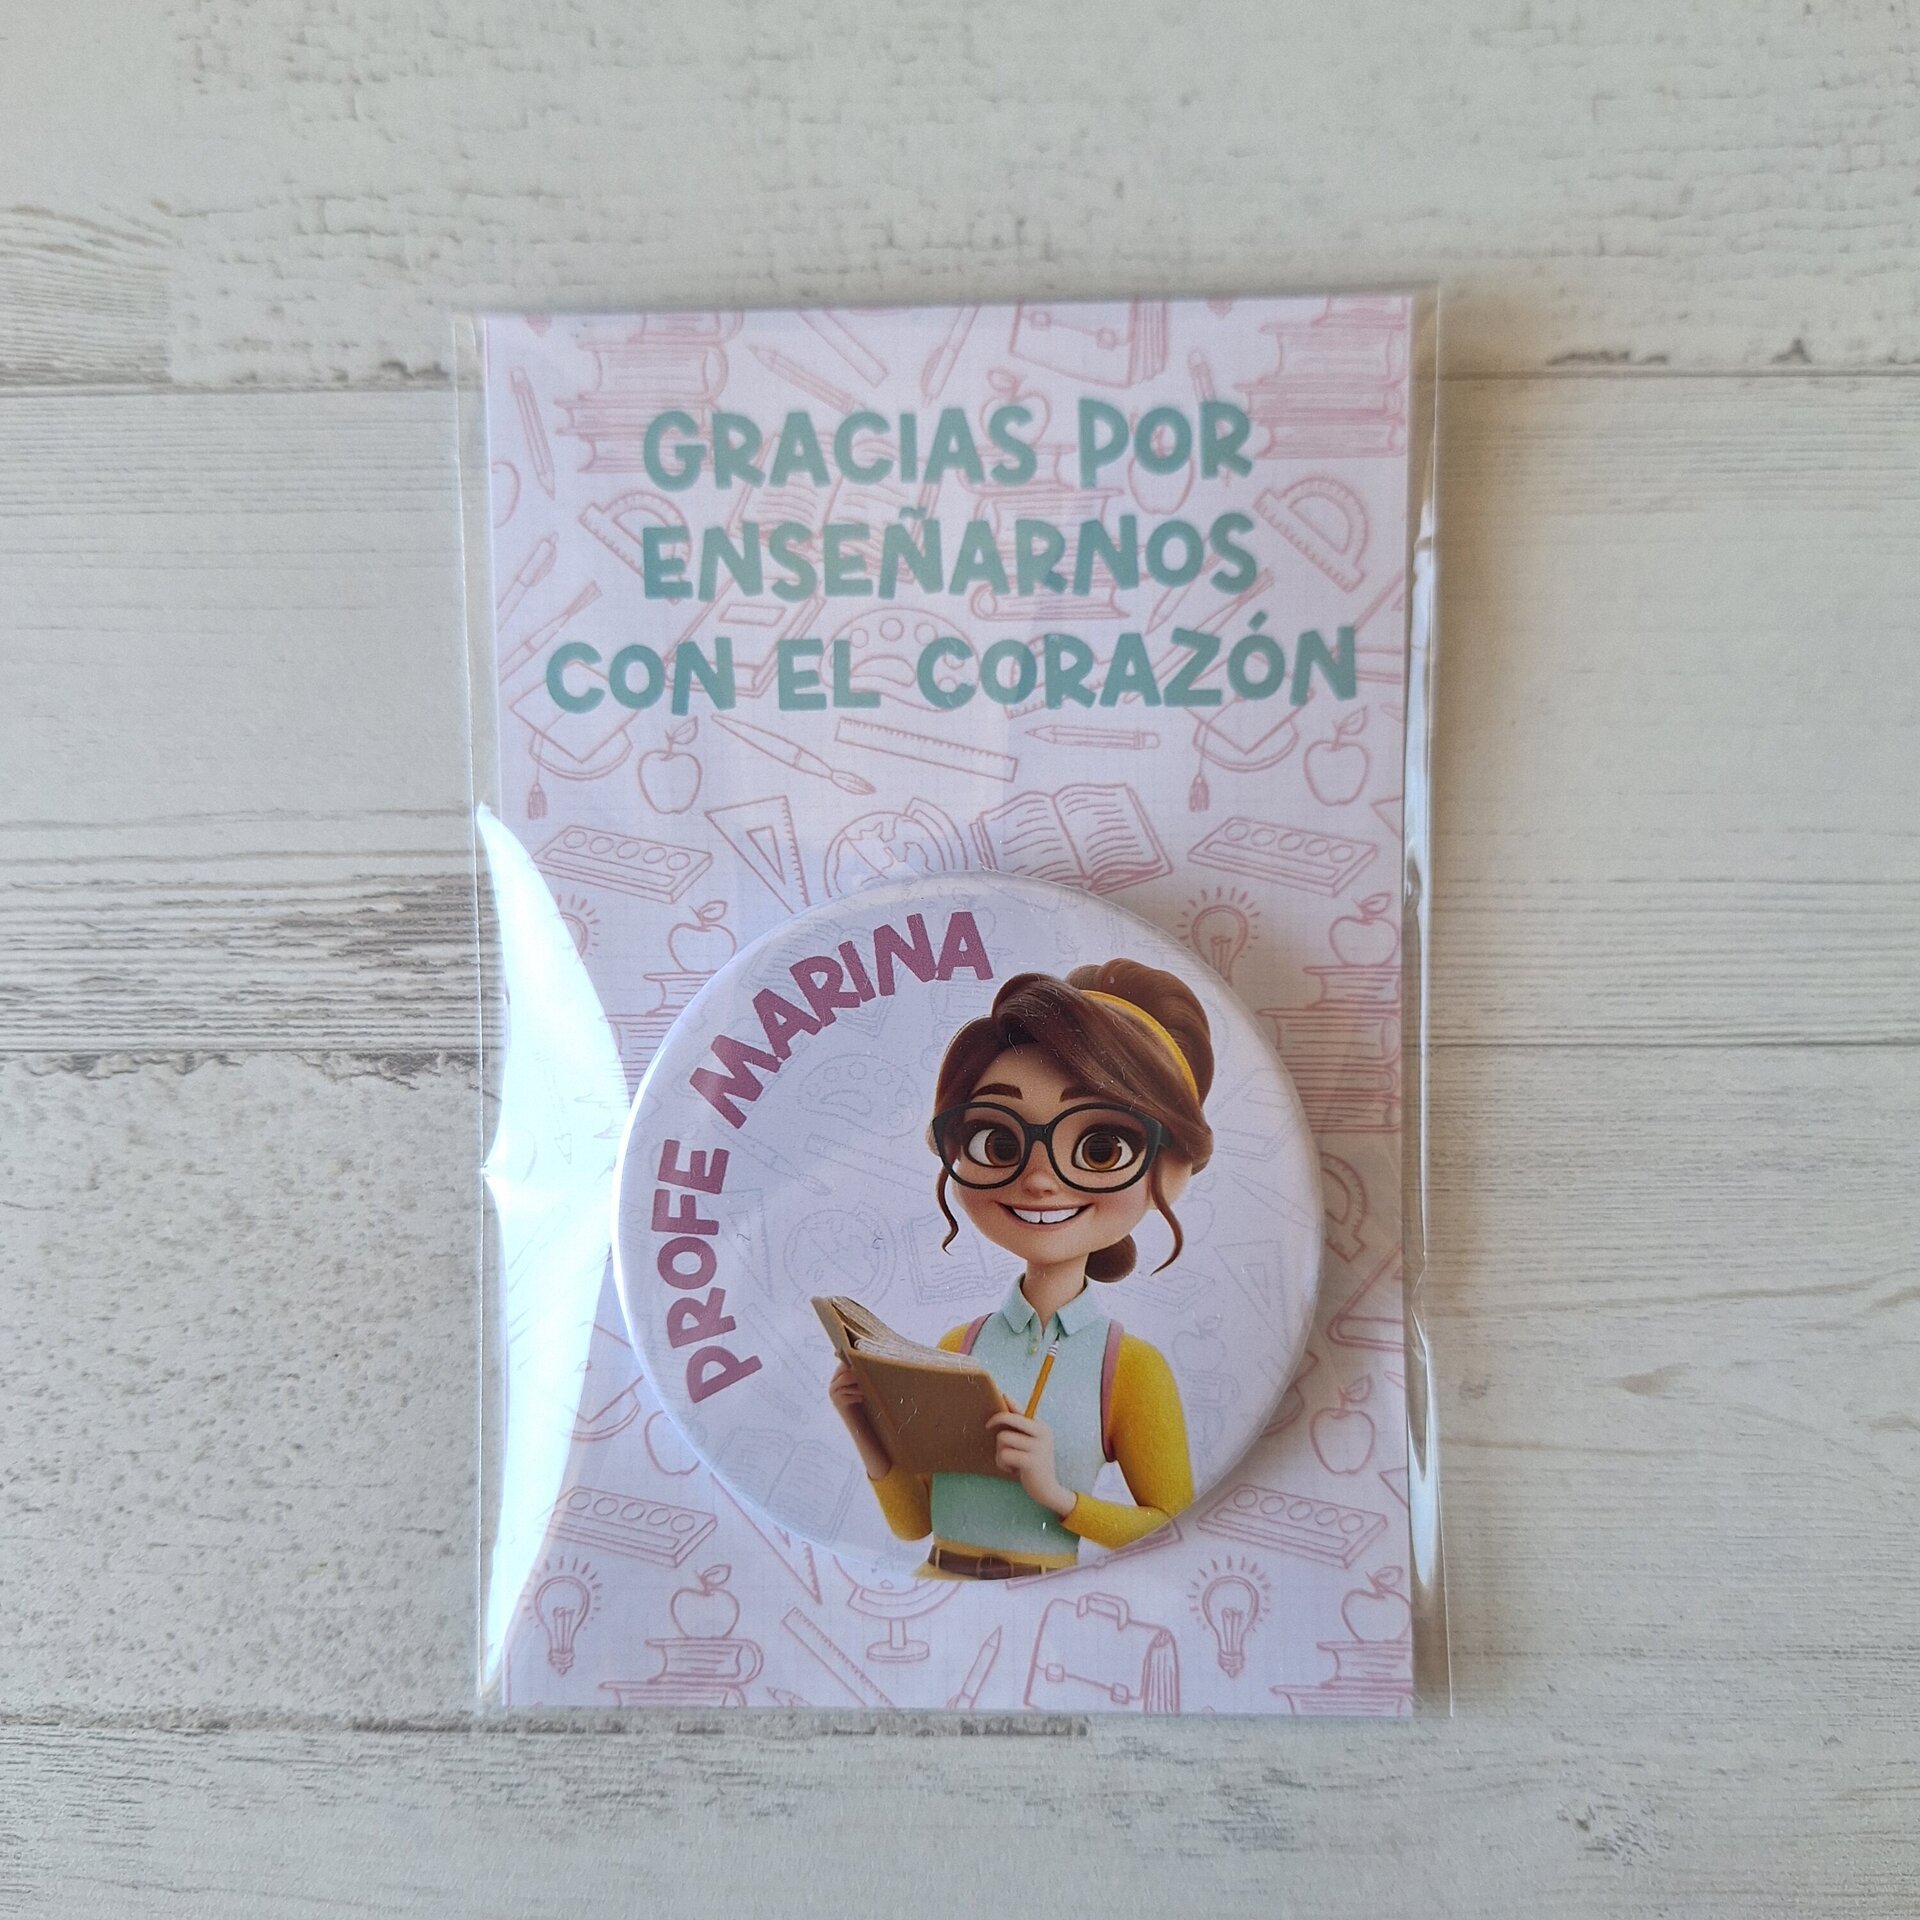 GRACIAS POR
ENSEÑARNOS
CON EL CORAZÓN
PROFE MARINA